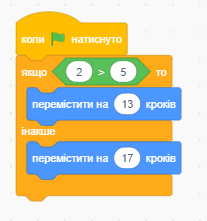 коли натиснуто
якщо 2 > 5 то
перемістити на 13 кроків
інакше
перемістити на 17 кроків